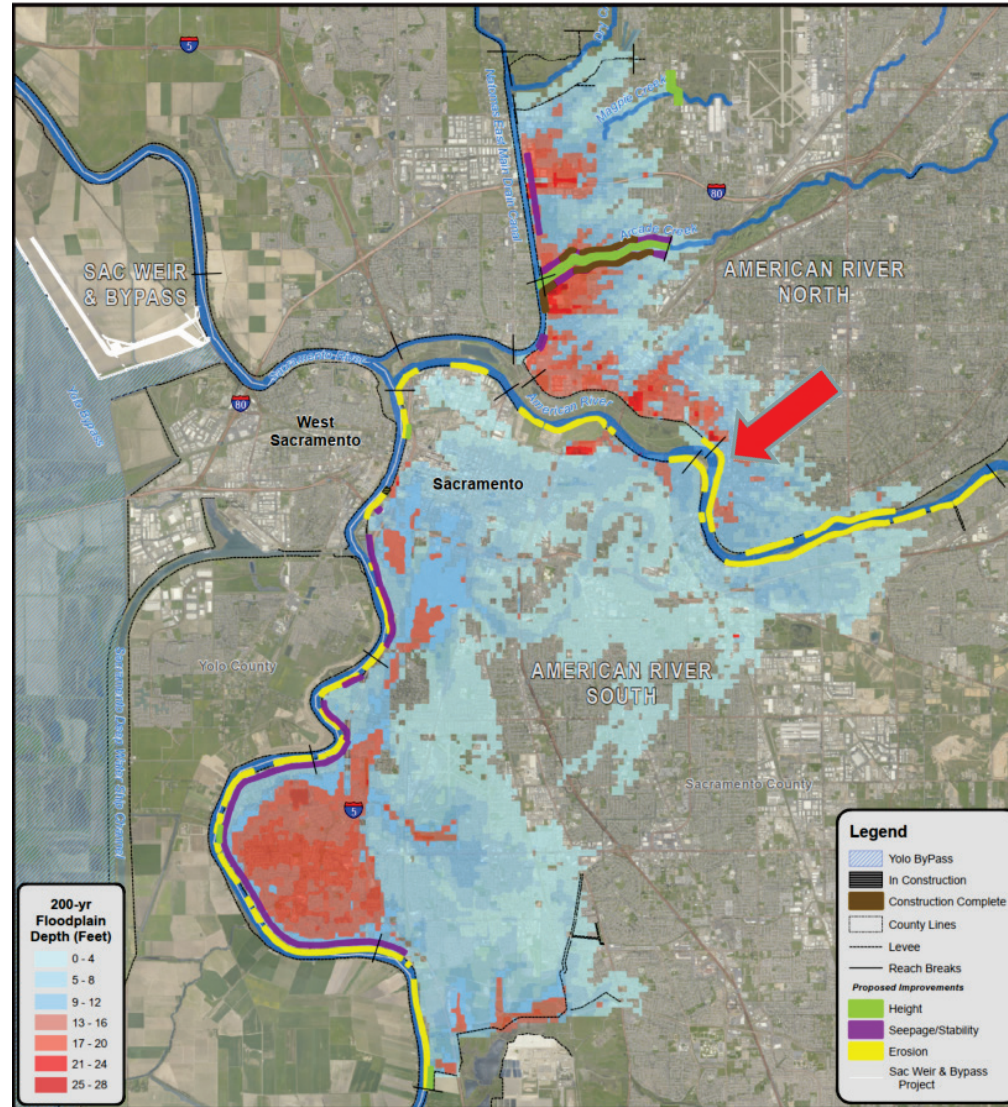 5
Dry Creek
Magpie Creek
Natomas East Main Drain Canal
80
Arcade Creek
SAC WEIR
& BYPASS
AMERICAN RIVER
NORTH
Sacramento River
80
American River
Yolo Bypass
West
Sacramento
Sacramento
Yolo County
AMERICAN RIVER
SOUTH
Sacramento Deep Water Ship Channel
Sacramento County
5
Legend
Yolo ByPass
In Construction
Construction Complete
County Lines
Levee
Reach Breaks
Proposed Improvements
Height
Seepage/Stability
Erosion
Sac Weir & Bypass
Project
200-yr
Floodplain
Depth (Feet)
0 - 4
5 - 8
9 - 12
13 - 16
17 - 20
21 - 24
25 - 28